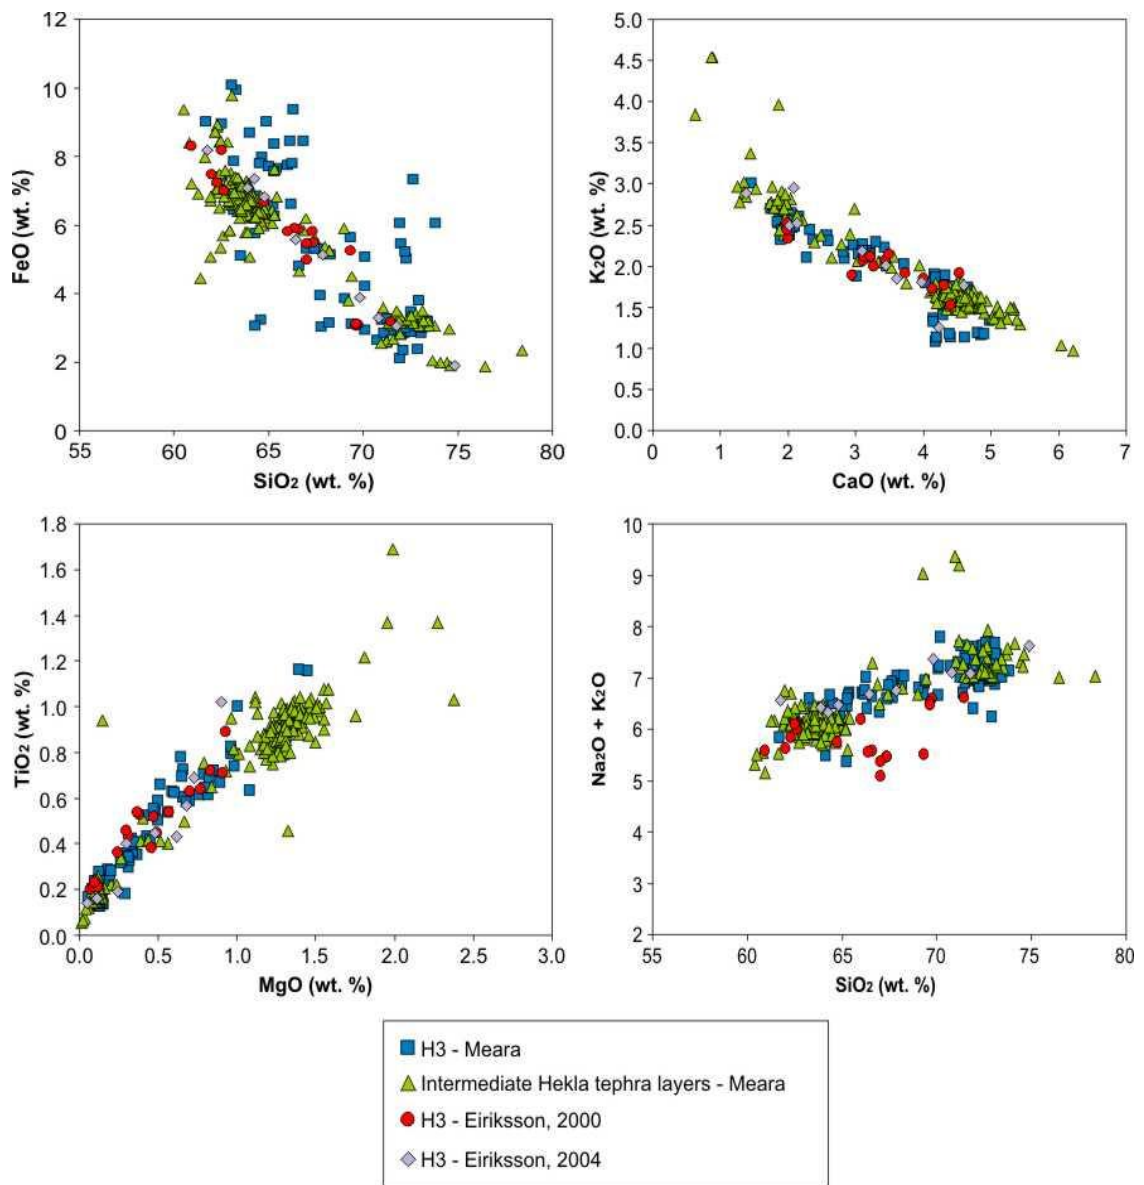 12
10
8
6
4
2
0
FeO (wt. %)
55 60 65 70 75 80
SiO2 (wt. %)
5.0
4.5
4.0
3.5
3.0
2.5
2.0
1.5
1.0
0.5
0.0
K2O (wt. %)
0 1 2 3 4 5 6 7
CaO (wt. %)
1.8
1.6
1.4
1.2
1.0
0.8
0.6
0.4
0.2
0.0
TiO2 (wt. %)
0.0 0.5 1.0 1.5 2.0 2.5 3.0
MgO (wt. %)
10
9
8
7
6
5
4
3
2
Na2O + K2O
55 60 65 70 75 80
SiO2 (wt. %)
H3 - Meara
Intermediate Hekla tephra layers - Meara
H3 - Eiriksson, 2000
H3 - Eiriksson, 2004